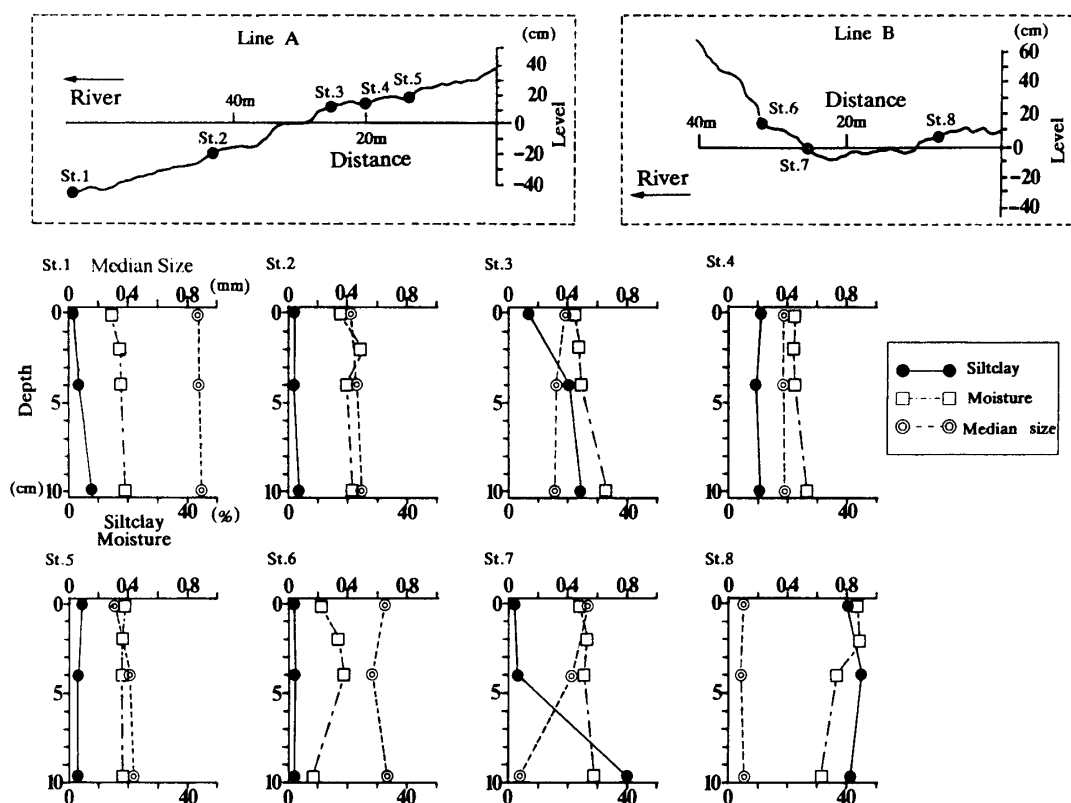 Line A
(cm)
40
20
0
-20
-40
Level
River
40m
20m
Distance
St.1
St.2
St.3
St.4
St.5
Line B
(cm)
60
40
20
0
-20
-40
Level
River
Distance
40m
20m
St.6
St.7
St.8
St.1 Median Size
0 0.4 0.8 (mm)
0
5
10
Depth
(cm)
0 40 (%)
Siltclay
Moisture
St.2
0 0.4 0.8
0 40
St.3
0 0.4 0.8
0
5
10
0 40
St.4
0 0.4 0.8
0
5
10
0 40
Siltclay
Moisture
Median size
St.5
0 0.4 0.8
0
5
10
0 40
St.6
0 0.4 0.8
0
5
10
0 40
St.7
0 0.4 0.8
0
5
10
0 40
St.8
0 0.4 0.8
0
5
10
0 40